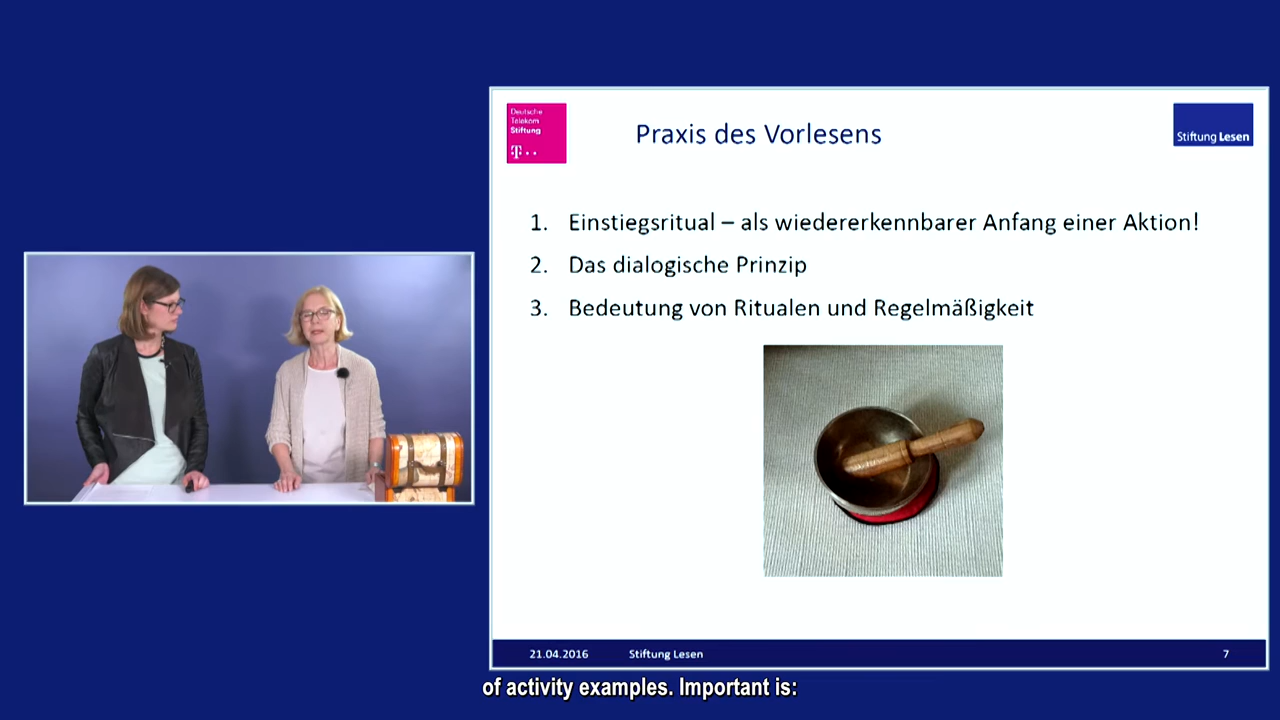 Deutsche
Telekom
Stiftung
T
Praxis des Vorlesens
Stiftung Lesen
1. Einstiegsritual – als wiedererkennbarer Anfang einer Aktion!
2. Das dialogische Prinzip
3. Bedeutung von Ritualen und Regelmäßigkeit
21.04.2016 Stiftung Lesen 7
of activity examples. Important is: